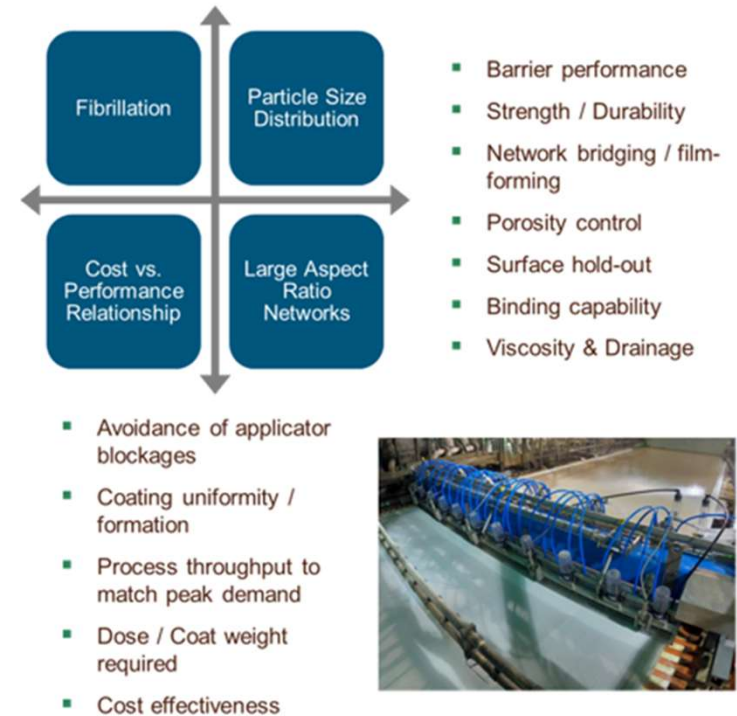 Fibrillation
Particle Size
Distribution
Cost vs.
Performance
Relationship
Large Aspect
Ratio
Networks
Barrier performance
Strength / Durability
Network bridging / film-
forming
Porosity control
Surface hold-out
Binding capability
Viscosity & Drainage
Avoidance of applicator
blockages
Coating uniformity /
formation
Process throughput to
match peak demand
Dose / Coat weight
required
Cost effectiveness